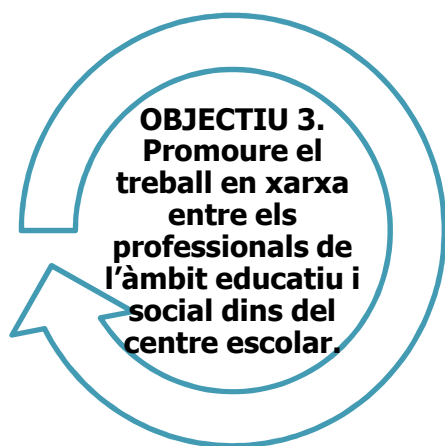 OBJECTIU 3.
Promoure el
treball en xarxa
entre els
professionals de
l’àmbit educatiu i
social dins del
centre escolar.